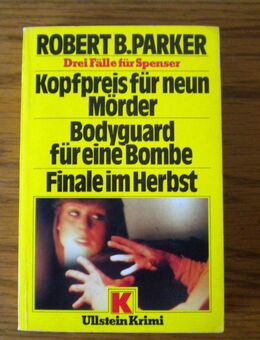 ROBERT B. PARKER
Drei Fälle für Spenser
Kopfpreis für neun
Mörder
Bodyguard
für eine Bombe
Finale im Herbst
K
Ullstein Krimi